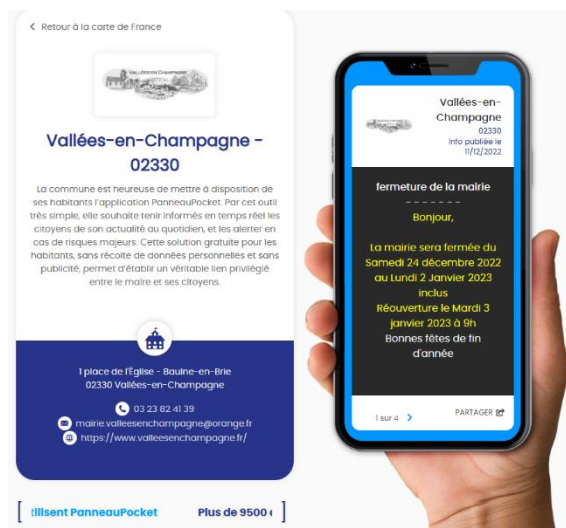 Retour à la carte de France
VALLÉES EN CHAMPAGNE
Vallées-en-Champagne -
02330
La commune est heureuse de mettre à disposition de
ses habitants l'application PanneauPocket. Par cet outil
très simple, elle souhaite tenir informés en temps réel les
citoyens de son actualité au quotidien, et les alerter en
cas de risques majeurs. Cette solution gratuite pour les
habitants, sans récolte de données personnelles et sans
publicité, permet d'établir un véritable lien privilégié
entre le maire et ses citoyens.
1 place de l'Église - Baulne-en-Brie
02330 Vallées-en-Champagne
03 23 82 41 39
mairie.valleesenchampagne@orange.fr
https://www.valleesenchampagne.fr/
[ tilisent PanneauPocket Plus de 9500 ]
Vallées-en-
Champagne
02330
Info publiée le
11/12/2022
fermeture de la mairie
- - - - - - -
Bonjour,
La mairie sera fermée du
Samedi 24 décembre 2022
au Lundi 2 Janvier 2023
inclus
Réouverture le Mardi 3
janvier 2023 à 9h
Bonnes fêtes de fin
d'année
1 sur 4 >
PARTAGER